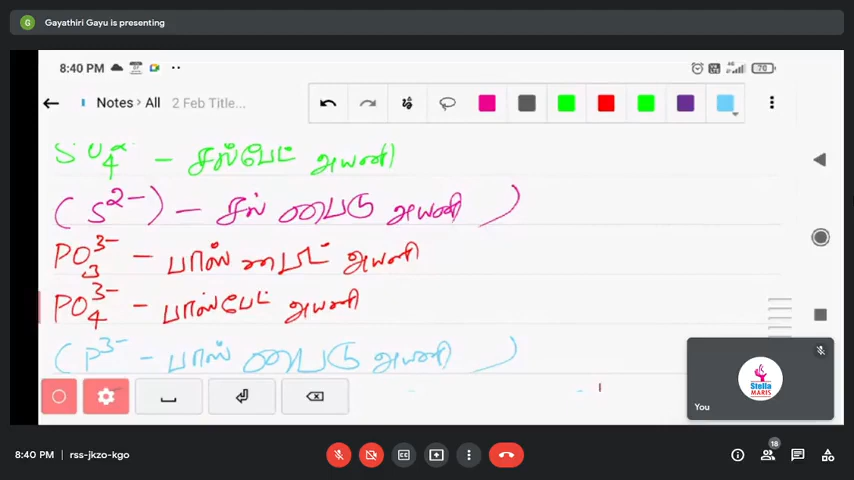 G Gayathiri Gayu is presenting
8:40 PM 70
Notes › All 2 Feb Title...
SO₄²⁻ – சல்பேட் அயனி
(S²⁻) – சல்பைடு அயனி)
PO₃³⁻ – பாஸ்பைட் அயனி
PO₄³⁻ – பாஸ்பேட் அயனி
(P³⁻ – பாஸ்பைடு அயனி)
Stella
MARIS
You
8:40 PM | rss-jkzo-kgo
18